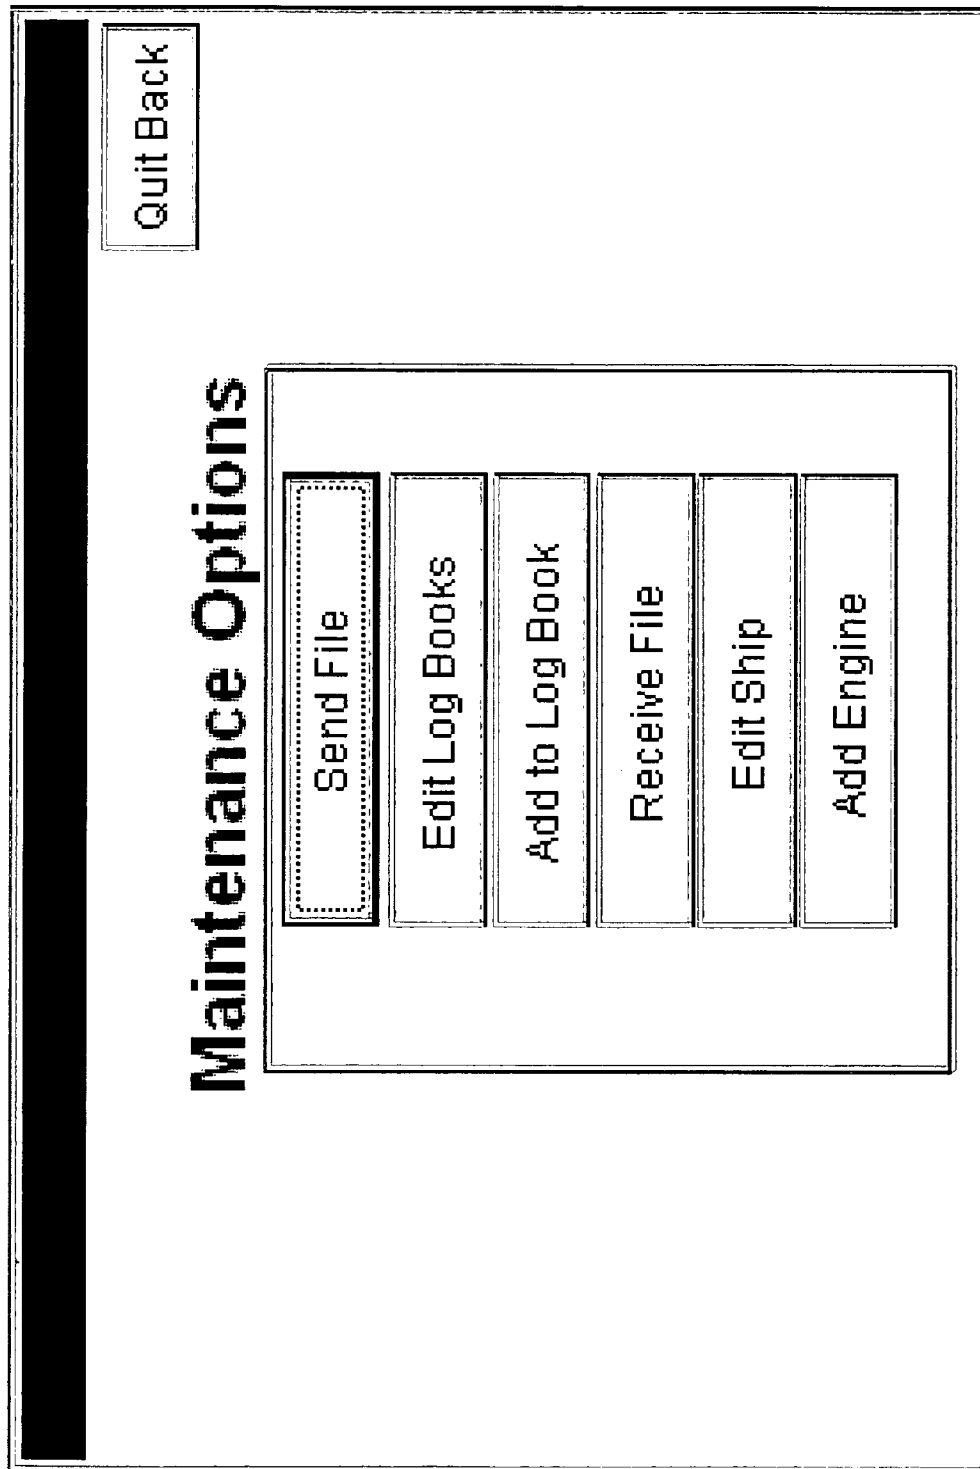 Quit Back
Maintenance Options
Send File
Edit Log Books
Add to Log Book
Receive File
Edit Ship
Add Engine